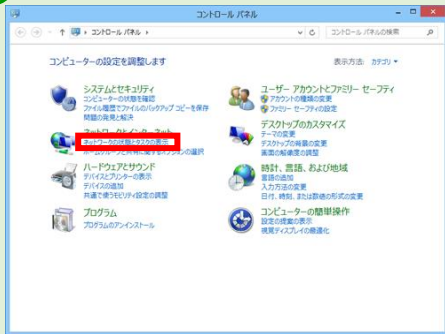 コントロール パネル
コントロール パネル
コントロール パネルの検索
コンピューターの設定を調整します
表示方法: カテゴリ
システムとセキュリティ
コンピューターの状態を確認
ファイル履歴でファイルのバックアップ コピーを保存
問題の発見と解決
ネットワークの状態とタスクの表示
ハードウェアとサウンド
デバイスとプリンターの表示
デバイスの追加
共通で使うモビリティ設定の調整
プログラム
プログラムのアンインストール
ユーザー アカウントとファミリー セーフティ
アカウントの種類の変更
ファミリー セーフティの設定
デスクトップのカスタマイズ
テーマの変更
デスクトップの背景の変更
画面の解像度の調整
時計、言語、および地域
言語の追加
入力方法の変更
日付、時刻、または数値の形式の変更
コンピューターの簡単操作
設定の提案の表示
視覚ディスプレイの最適化